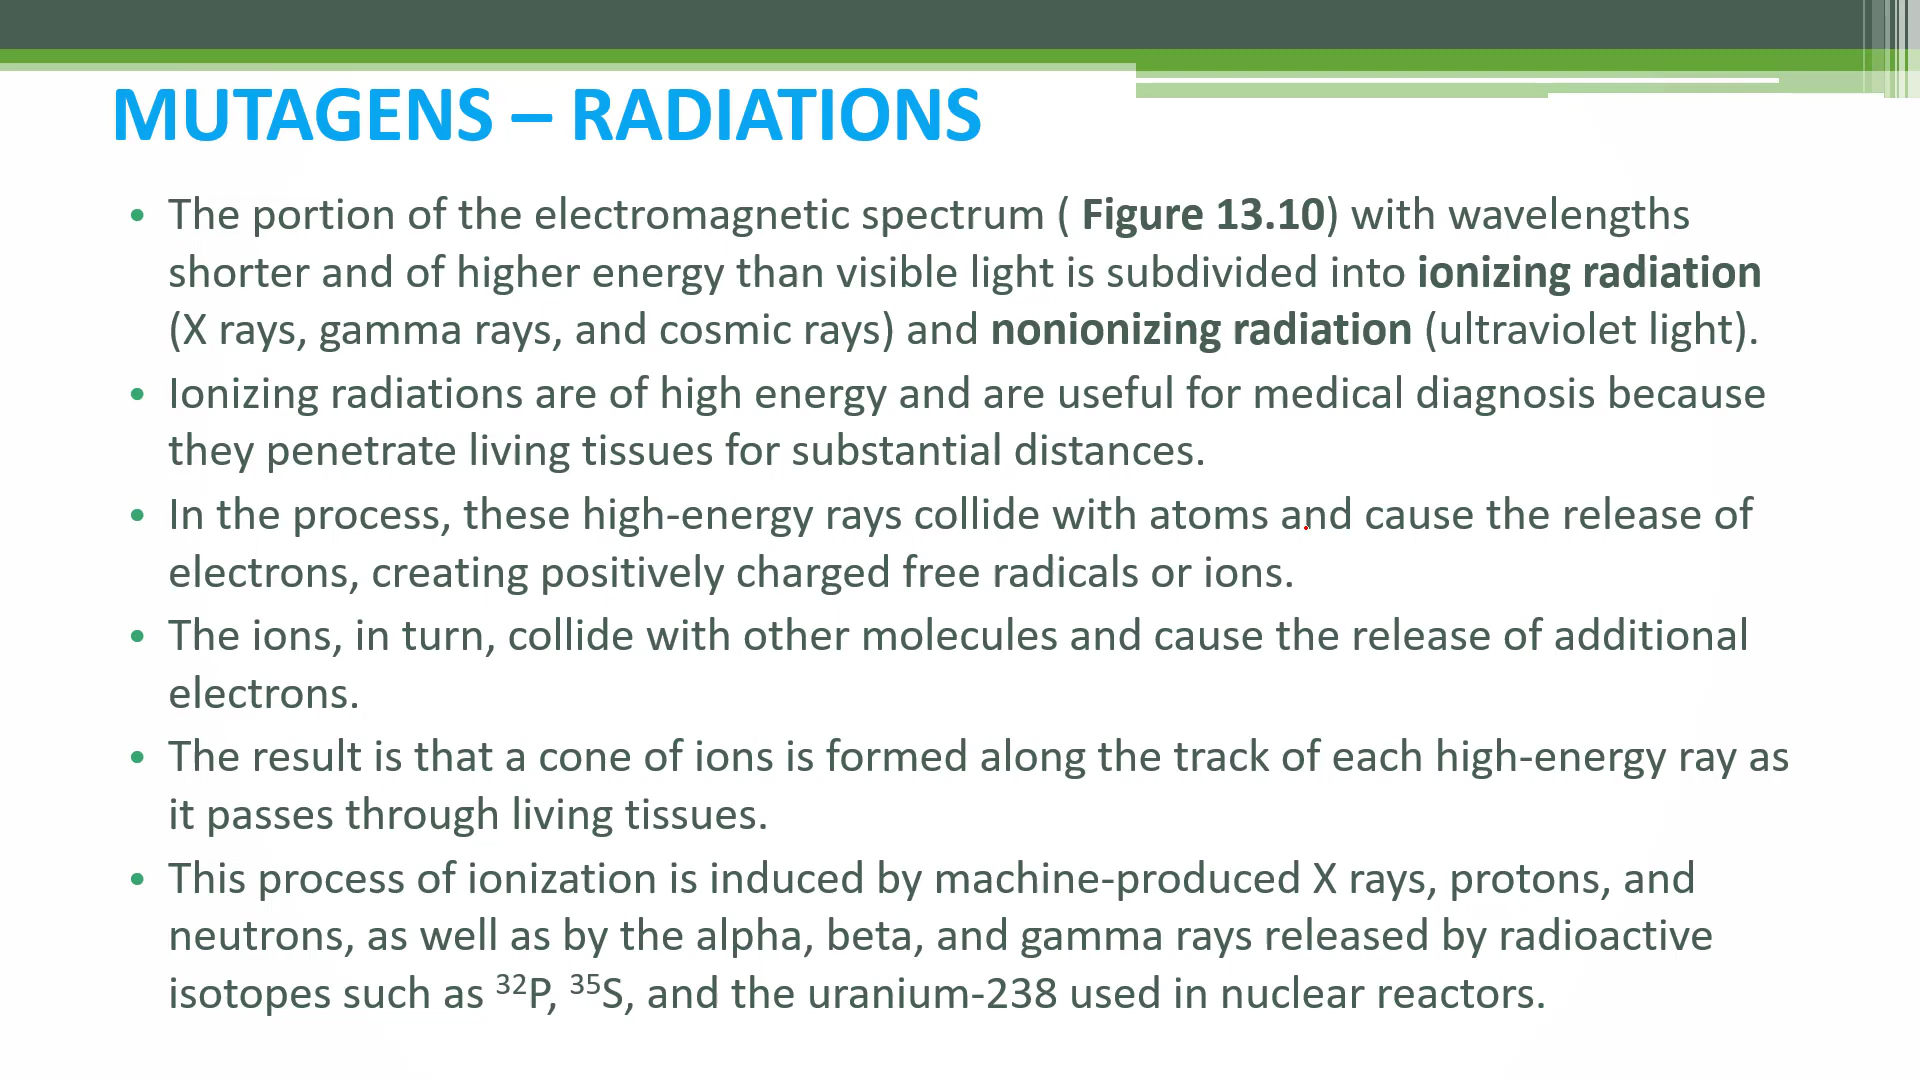 MUTAGENS – RADIATIONS
• The portion of the electromagnetic spectrum ( Figure 13.10) with wavelengths
shorter and of higher energy than visible light is subdivided into ionizing radiation
(X rays, gamma rays, and cosmic rays) and nonionizing radiation (ultraviolet light).
• Ionizing radiations are of high energy and are useful for medical diagnosis because
they penetrate living tissues for substantial distances.
• In the process, these high-energy rays collide with atoms and cause the release of
electrons, creating positively charged free radicals or ions.
• The ions, in turn, collide with other molecules and cause the release of additional
electrons.
• The result is that a cone of ions is formed along the track of each high-energy ray as
it passes through living tissues.
• This process of ionization is induced by machine-produced X rays, protons, and
neutrons, as well as by the alpha, beta, and gamma rays released by radioactive
isotopes such as ³²P, ³⁵S, and the uranium-238 used in nuclear reactors.